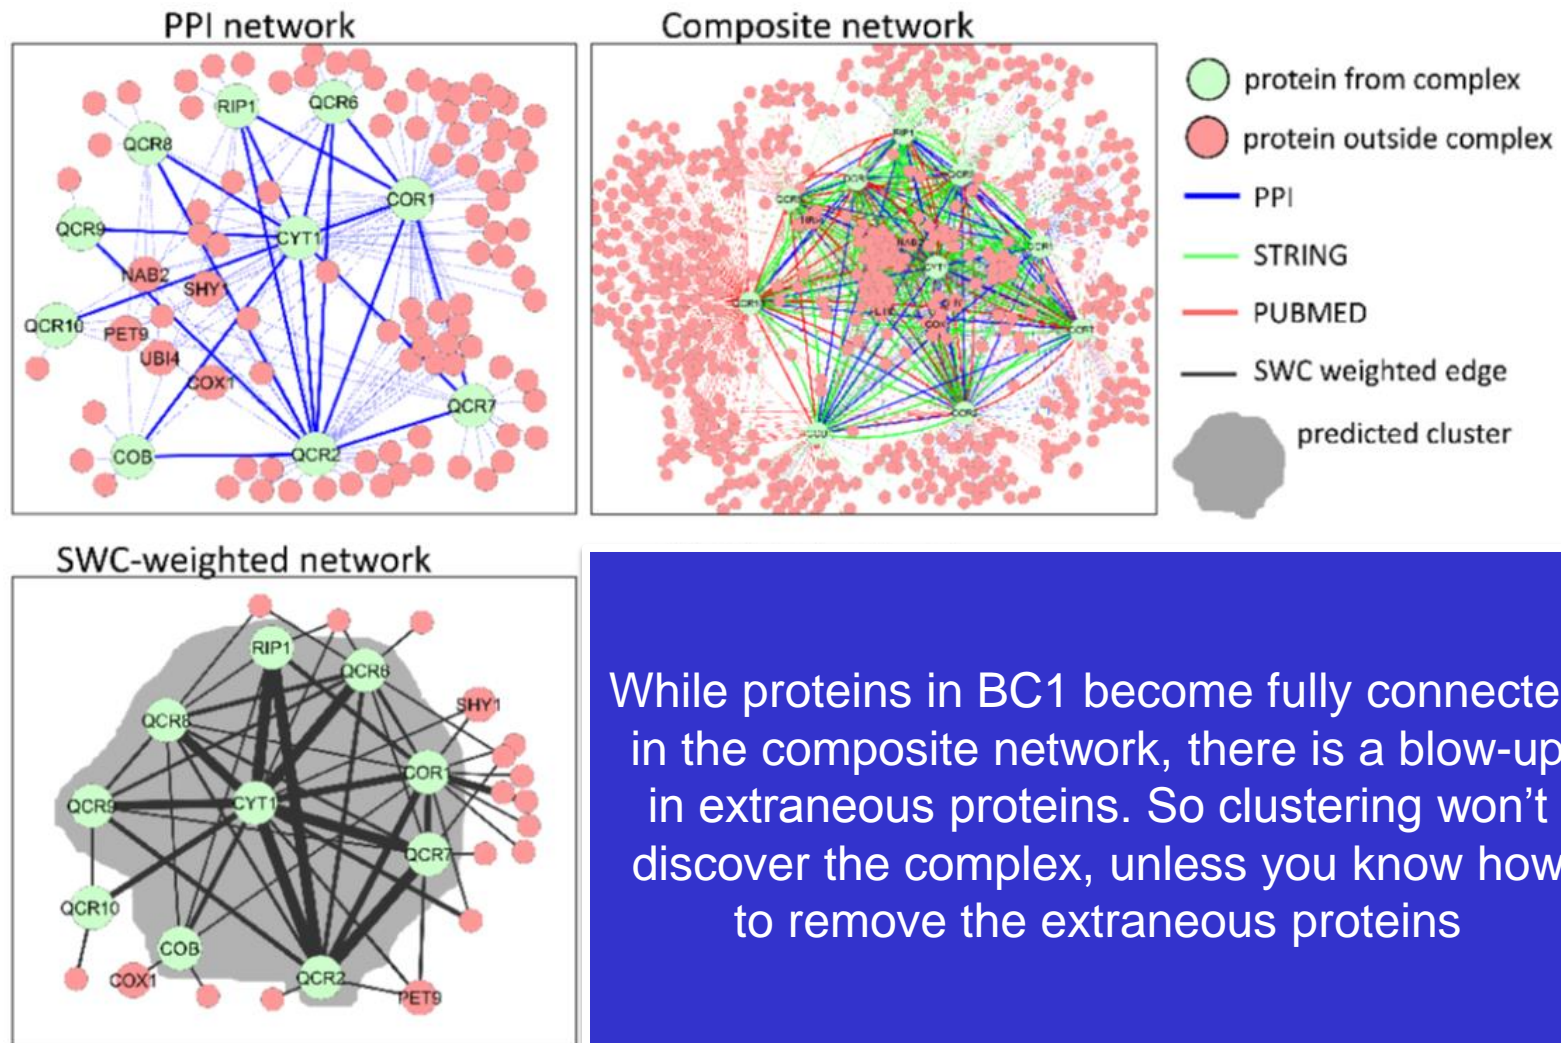 PPI network
Composite network
RIP1
QCR6
QCR8
COR1
QCR9
CYT1
NAB2
SHY1
QCR10
PET9
UBI4
COX1
QCR7
COB
QCR2
RIP1
NAB2
CYT1
protein from complex
protein outside complex
PPI
STRING
PUBMED
SWC weighted edge
predicted cluster
SWC-weighted network
RIP1
QCR6
SHY1
QCR8
COR1
QCR9
CYT1
QCR7
QCR10
COB
COX1
QCR2
PET9
While proteins in BC1 become fully connecte
in the composite network, there is a blow-up
in extraneous proteins. So clustering won’t
discover the complex, unless you know how
to remove the extraneous proteins